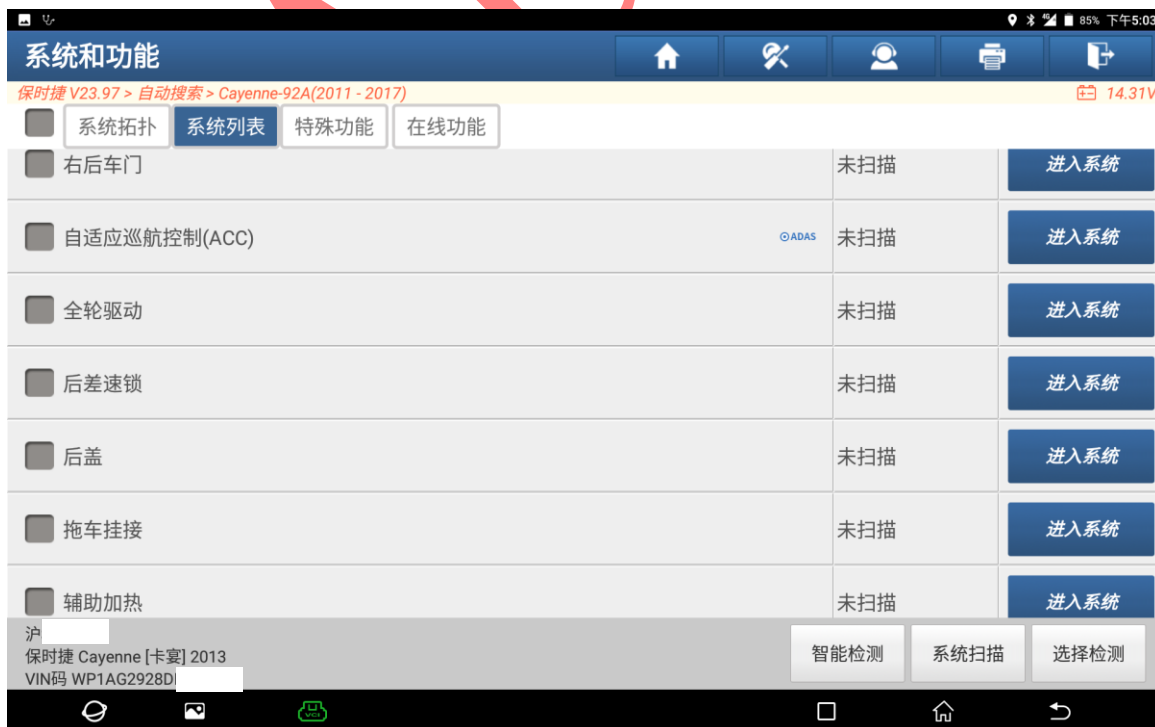 4G 85% 下午5:03
系统和功能
保时捷 V23.97 > 自动搜索 > Cayenne-92A(2011 - 2017) 14.31V
系统拓扑 系统列表 特殊功能 在线功能
右后车门 未扫描 进入系统
自适应巡航控制(ACC) ADAS 未扫描 进入系统
全轮驱动 未扫描 进入系统
后差速锁 未扫描 进入系统
后盖 未扫描 进入系统
拖车挂接 未扫描 进入系统
辅助加热 未扫描 进入系统
沪
保时捷 Cayenne [卡宴] 2013
VIN码 WP1AG2928D
智能检测 系统扫描 选择检测
VCI